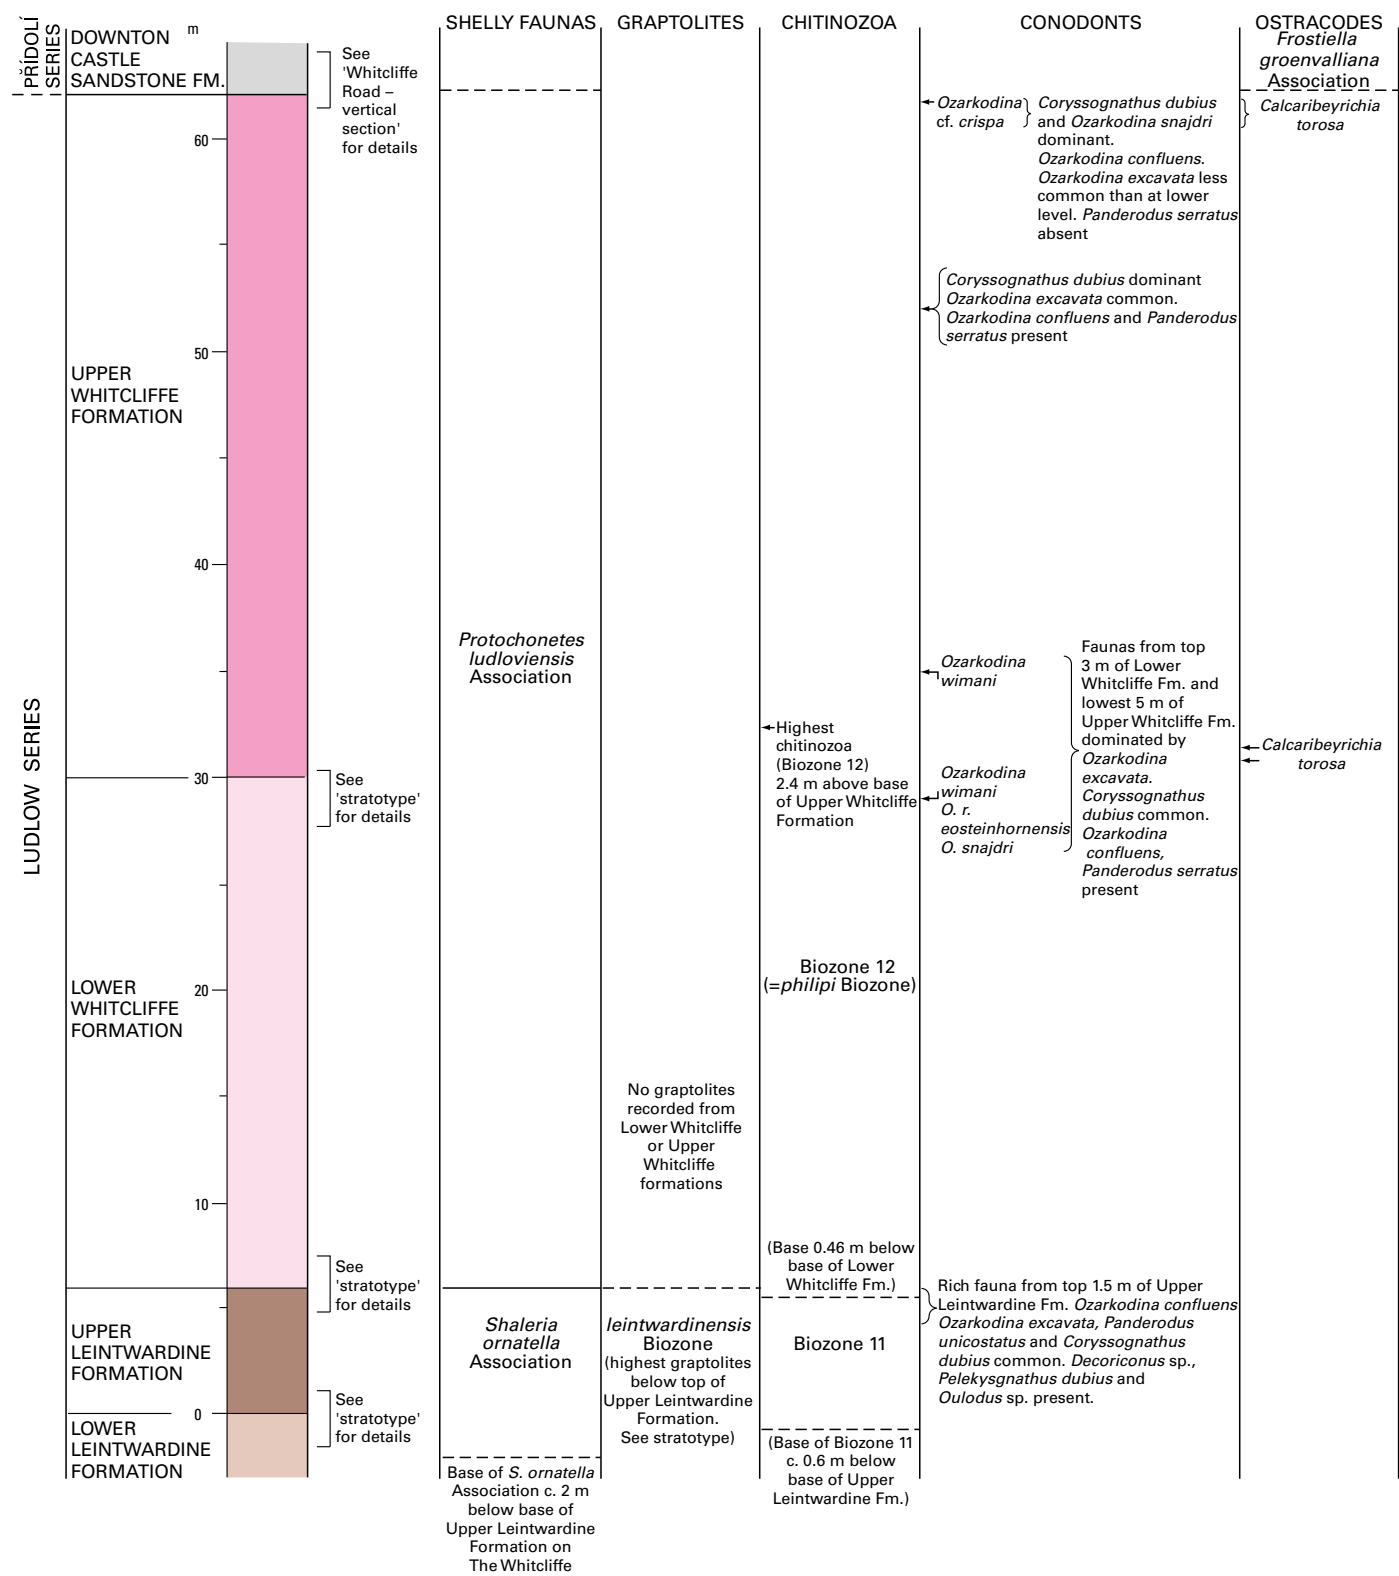 PŘÍDOLÍ
SERIES
DOWNTON
CASTLE
SANDSTONE FM.
m
See
'Whitcliffe
Road –
vertical
section'
for details
LUDLOW SERIES
UPPER
WHITCLIFFE
FORMATION
LOWER
WHITCLIFFE
FORMATION
UPPER
LEINTWARDINE
FORMATION
LOWER
LEINTWARDINE
FORMATION
60
50
40
30
20
10
0
See
'stratotype'
for details
See
'stratotype'
for details
See
'stratotype'
for details
SHELLY FAUNAS
Protochonetes
ludloviensis
Association
Shaleria
ornatella
Association
Base of S. ornatella
Association c. 2 m
below base of
Upper Leintwardine
Formation on
The Whitcliffe
GRAPTOLITES
No graptolites
recorded from
Lower Whitcliffe
or Upper
Whitcliffe
formations
leintwardinensis
Biozone
(highest graptolites
below top of
Upper Leintwardine
Formation.
See stratotype)
CHITINOZOA
Highest
chitinozoa
(Biozone 12)
2.4 m above base
of Upper Whitcliffe
Formation
Biozone 12
(=philipi Biozone)
(Base 0.46 m below
base of Lower
Whitcliffe Fm.)
Biozone 11
(Base of Biozone 11
c. 0.6 m below
base of Upper
Leintwardine Fm.)
CONODONTS
Ozarkodina
cf. crispa
Coryssognathus dubius
and Ozarkodina snajdri
dominant.
Ozarkodina confluens.
Ozarkodina excavata less
common than at lower
level. Panderodus serratus
absent
Coryssognathus dubius dominant
Ozarkodina excavata common.
Ozarkodina confluens and Panderodus
serratus present
Ozarkodina
wimani
Ozarkodina
wimani
O. r.
eosteinhornensis
O. snajdri
Faunas from top
3 m of Lower
Whitcliffe Fm. and
lowest 5 m of
Upper Whitcliffe Fm.
dominated by
Ozarkodina
excavata.
Coryssognathus
dubius common.
Ozarkodina
confluens,
Panderodus serratus
present
Rich fauna from top 1.5 m of Upper
Leintwardine Fm. Ozarkodina confluens
Ozarkodina excavata, Panderodus
unicostatus and Coryssognathus
dubius common. Decoriconus sp.,
Pelekysgnathus dubius and
Oulodus sp. present.
OSTRACODES
Frostiella
groenvalliana
Association
Calcaribeyrichia
torosa
Calcaribeyrichia
torosa